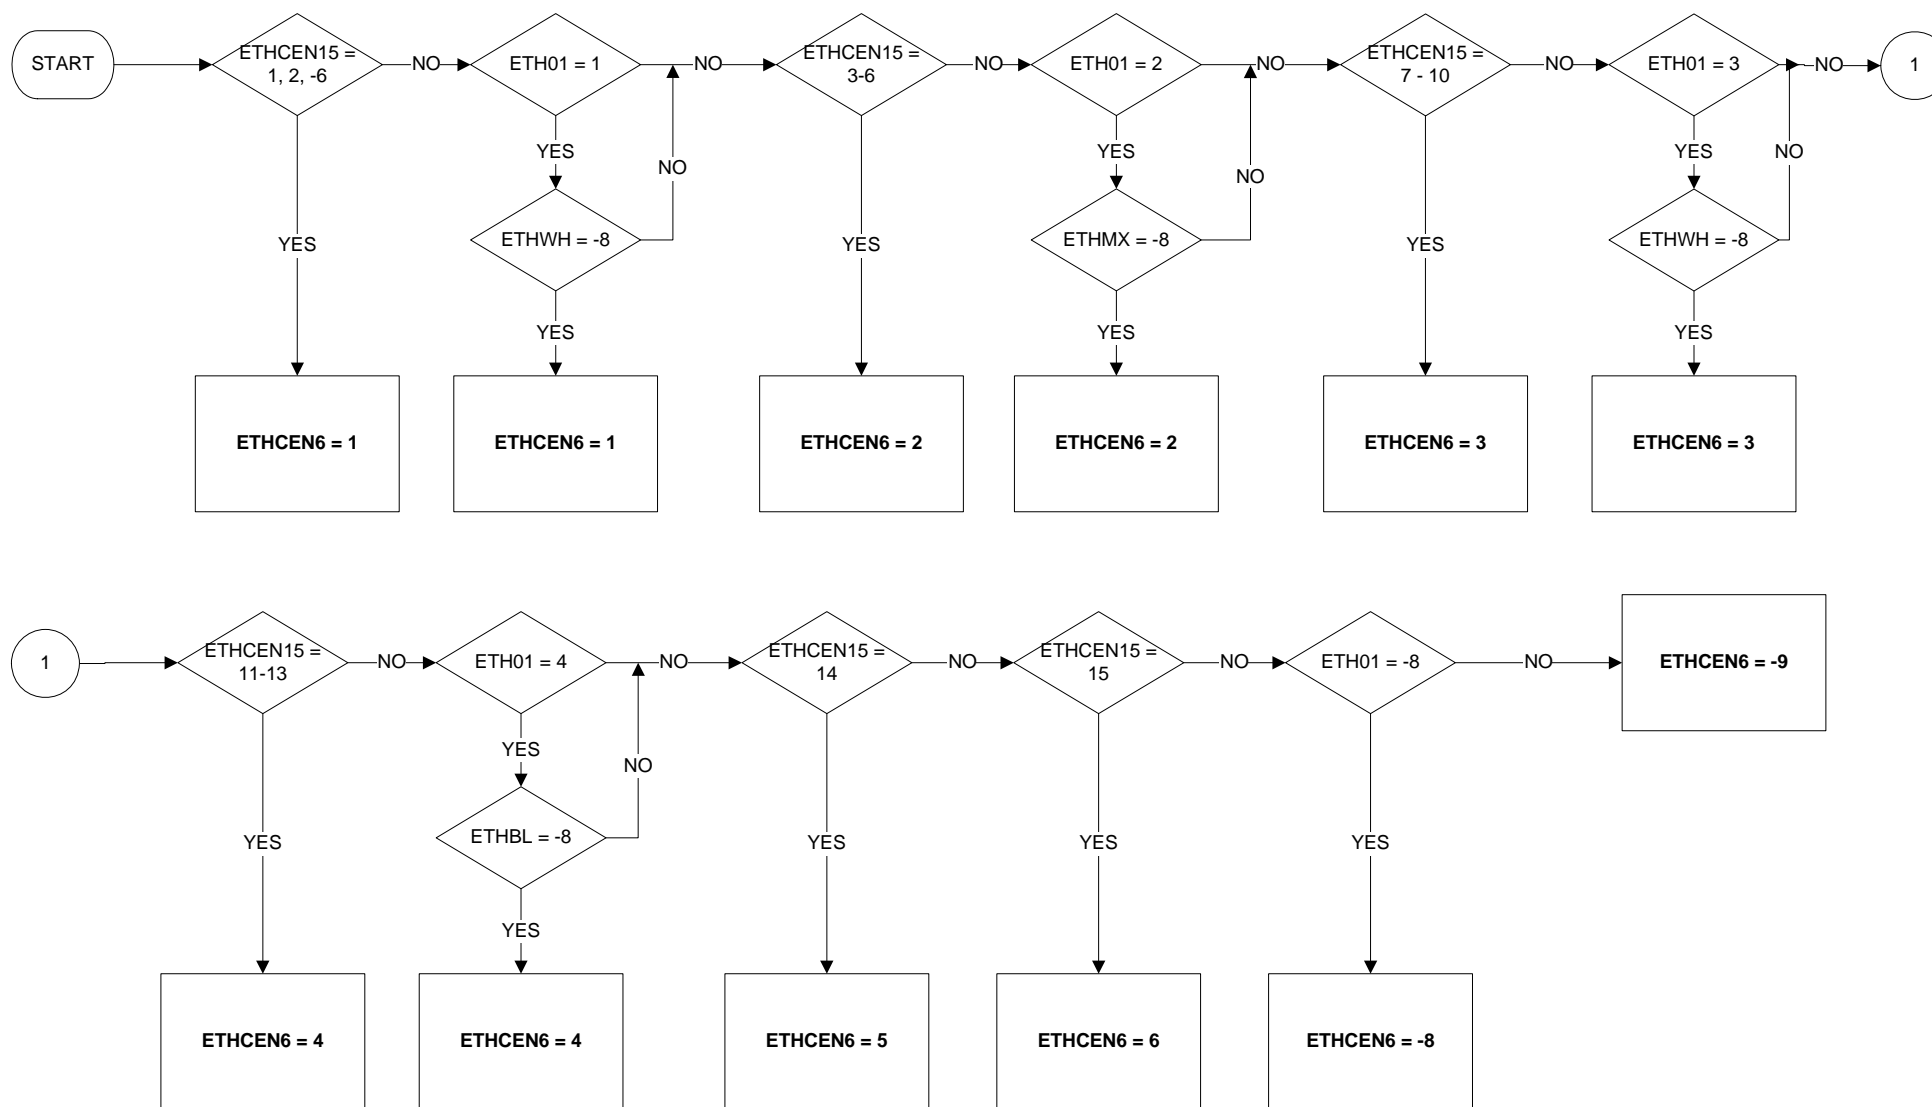 START
ETHCEN15 =
1, 2, -6
NO
ETH01 = 1
NO
ETHCEN15 =
3-6
NO
ETH01 = 2
NO
ETHCEN15 =
7 - 10
NO
ETH01 = 3
NO
1
YES
NO
YES
NO
YES
NO
YES
ETHWH = -8
YES
ETHMX = -8
YES
ETHWH = -8
YES
YES
YES
ETHCEN6 = 1
ETHCEN6 = 1
ETHCEN6 = 2
ETHCEN6 = 2
ETHCEN6 = 3
ETHCEN6 = 3
1
ETHCEN15 =
11-13
NO
ETH01 = 4
NO
ETHCEN15 =
14
NO
ETHCEN15 =
15
NO
ETH01 = -8
NO
ETHCEN6 = -9
YES
NO
YES
ETHBL = -8
YES
YES
YES
YES
ETHCEN6 = 4
ETHCEN6 = 4
ETHCEN6 = 5
ETHCEN6 = 6
ETHCEN6 = -8